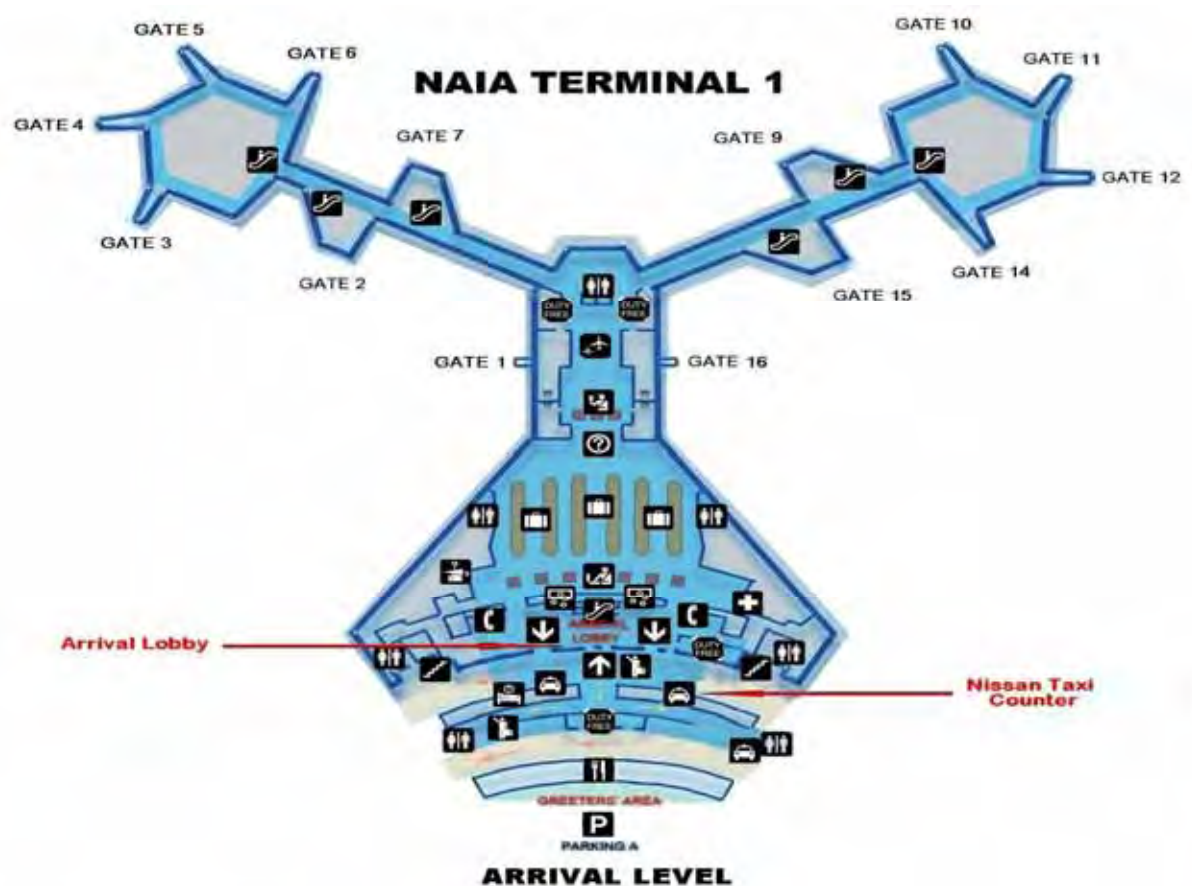 GATE 5
GATE 10
GATE 6
NAIA TERMINAL 1
GATE 11
GATE 4
GATE 7
GATE 9
GATE 12
GATE 3
GATE 2
GATE 14
GATE 15
DUTY
FREE
DUTY
FREE
GATE 1
GATE 16
?
Arrival Lobby
ARRIVAL
LOBBY
DUTY
FREE
Nissan Taxi
Counter
DUTY
FREE
GREETERS' AREA
P
PARKING A
ARRIVAL LEVEL